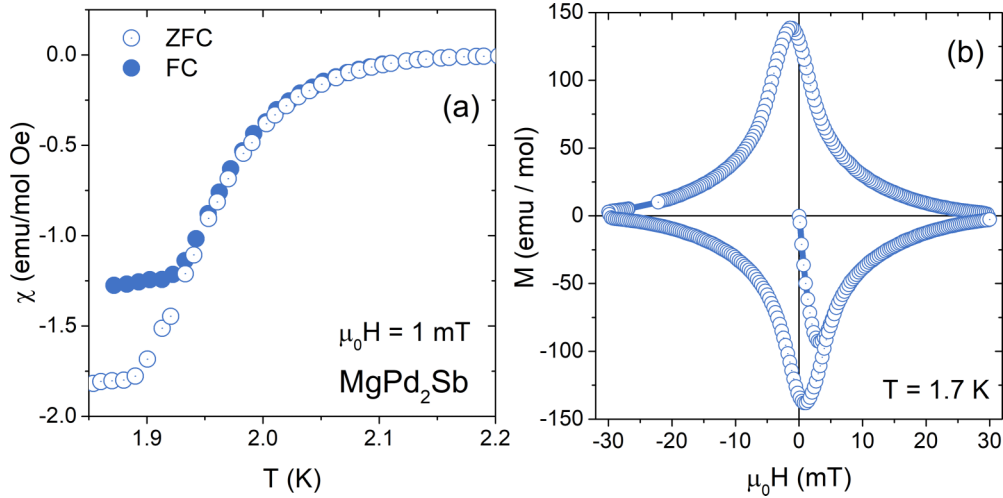 ZFC
FC
(a)
0.0
-0.5
-1.0
-1.5
-2.0
χ (emu/mol Oe)
μ₀H = 1 mT
MgPd₂Sb
1.9
2.0
2.1
2.2
T (K)
(b)
150
100
50
0
-50
-100
-150
M (emu / mol)
T = 1.7 K
-30
-20
-10
0
10
20
30
μ₀H (mT)